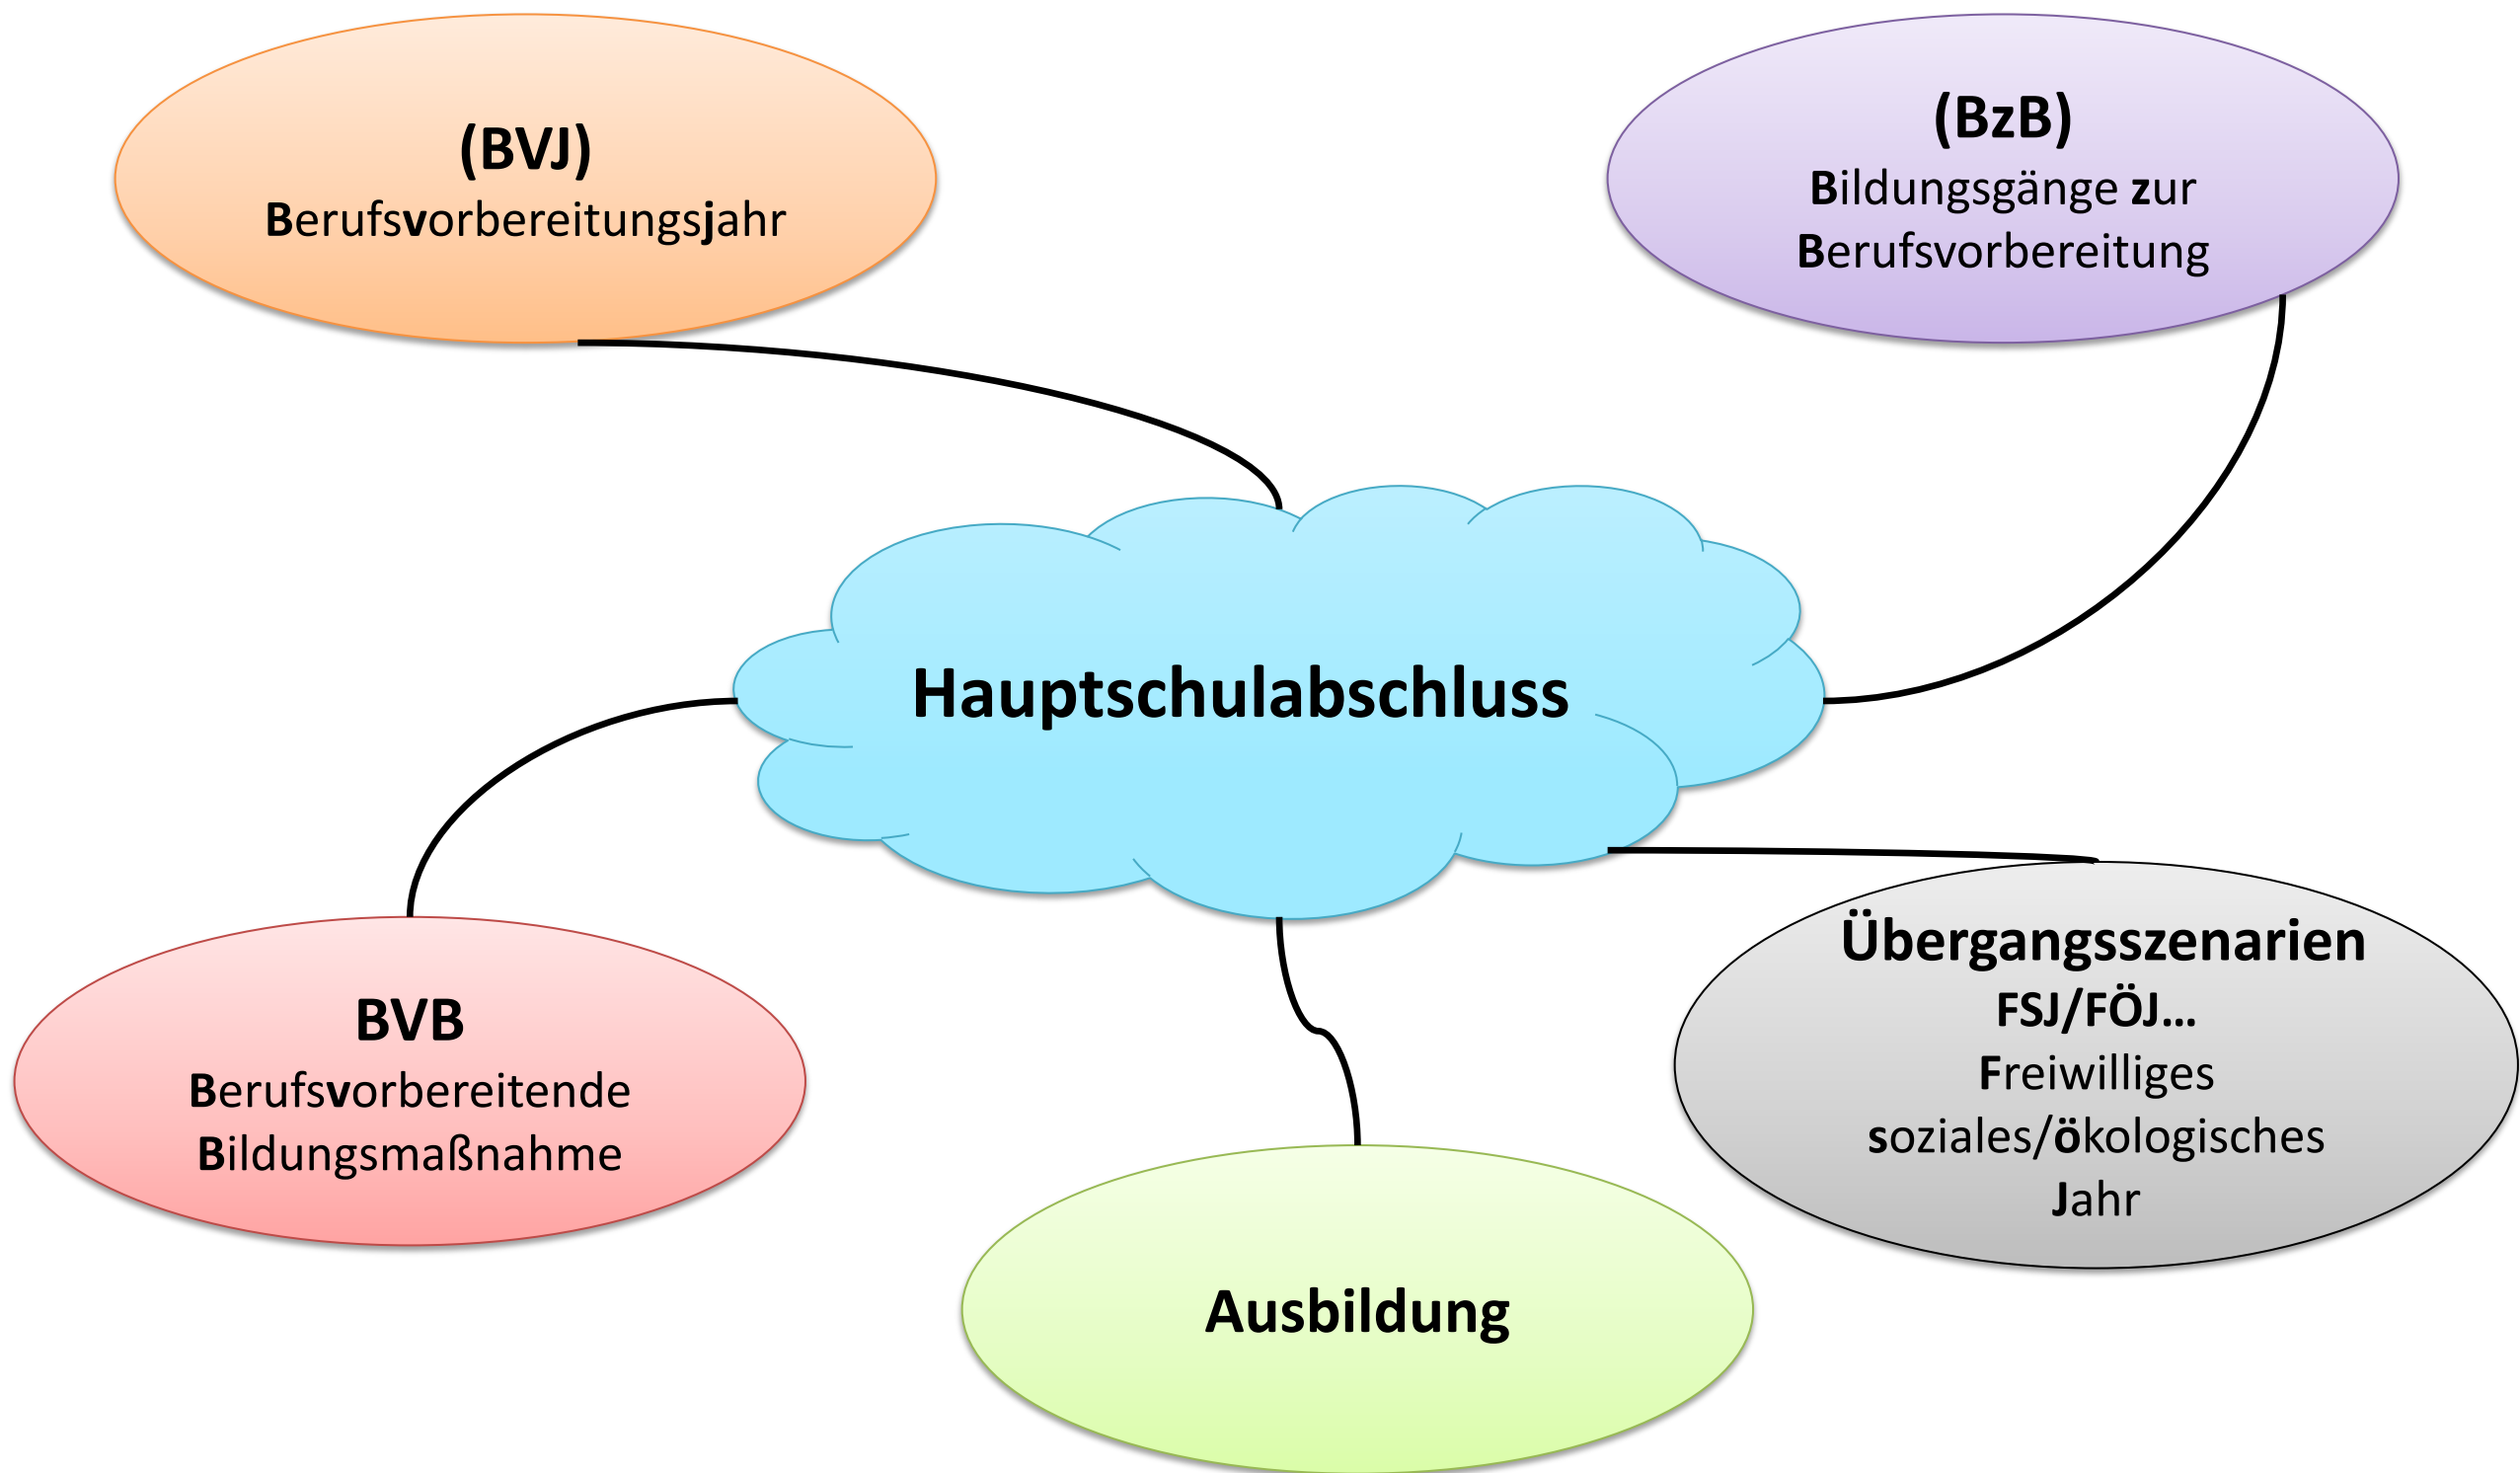 (BVJ)
Berufsvorbereitungsjahr
(BzB)
Bildungsgänge zur
Berufsvorbereitung
Hauptschulabschluss
BVB
Berufsvorbereitende
Bildungsmaßnahme
Übergangsszenarien
FSJ/FÖJ...
Freiwilliges
soziales/ökologisches
Jahr
Ausbildung